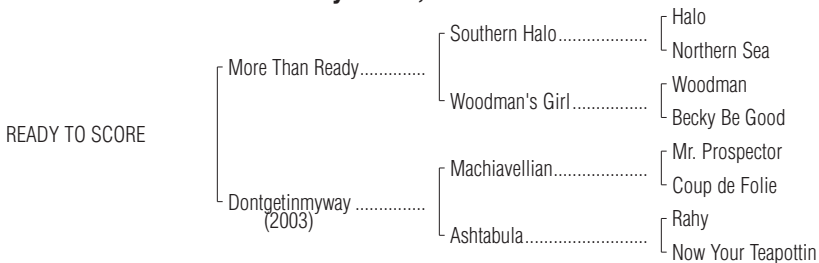 Halo
Southern Halo...................
Northern Sea
More Than Ready..............
Woodman
Woodman's Girl................
Becky Be Good
READY TO SCORE
Mr. Prospector
Machiavellian....................
Coup de Folie
Dontgetinmyway ...............
(2003)
Rahy
Ashtabula..........................
Now Your Teapottin